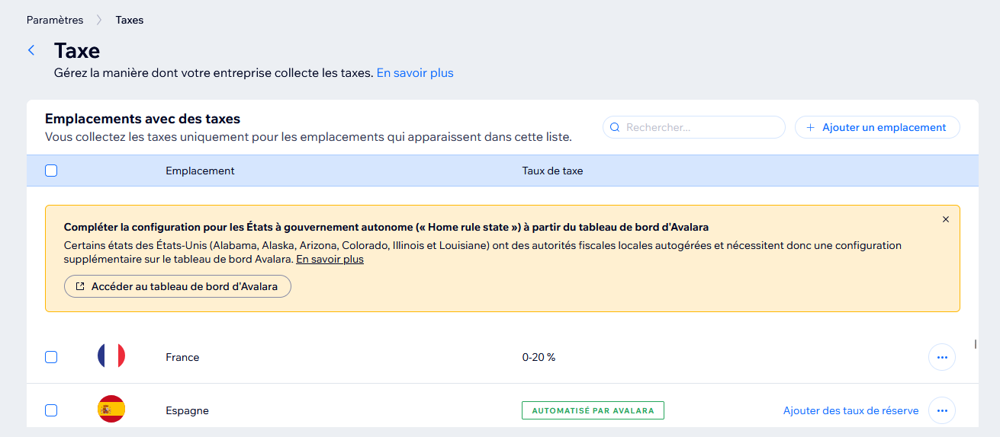 Paramètres Taxes
Taxe
Gérez la manière dont votre entreprise collecte les taxes. En savoir plus
Emplacements avec des taxes
Vous collectez les taxes uniquement pour les emplacements qui apparaissent dans cette liste.
Rechercher...
+ Ajouter un emplacement
Emplacement Taux de taxe
Compléter la configuration pour les États à gouvernement autonome (« Home rule state ») à partir du tableau de bord d'Avalara
Certains états des États-Unis (Alabama, Alaska, Arizona, Colorado, Illinois et Louisiane) ont des autorités fiscales locales autogérées et nécessitent donc une configuration
supplémentaire sur le tableau de bord Avalara. En savoir plus
Accéder au tableau de bord d'Avalara
France 0-20 %
Espagne AUTOMATISÉ PAR AVALARA Ajouter des taux de réserve